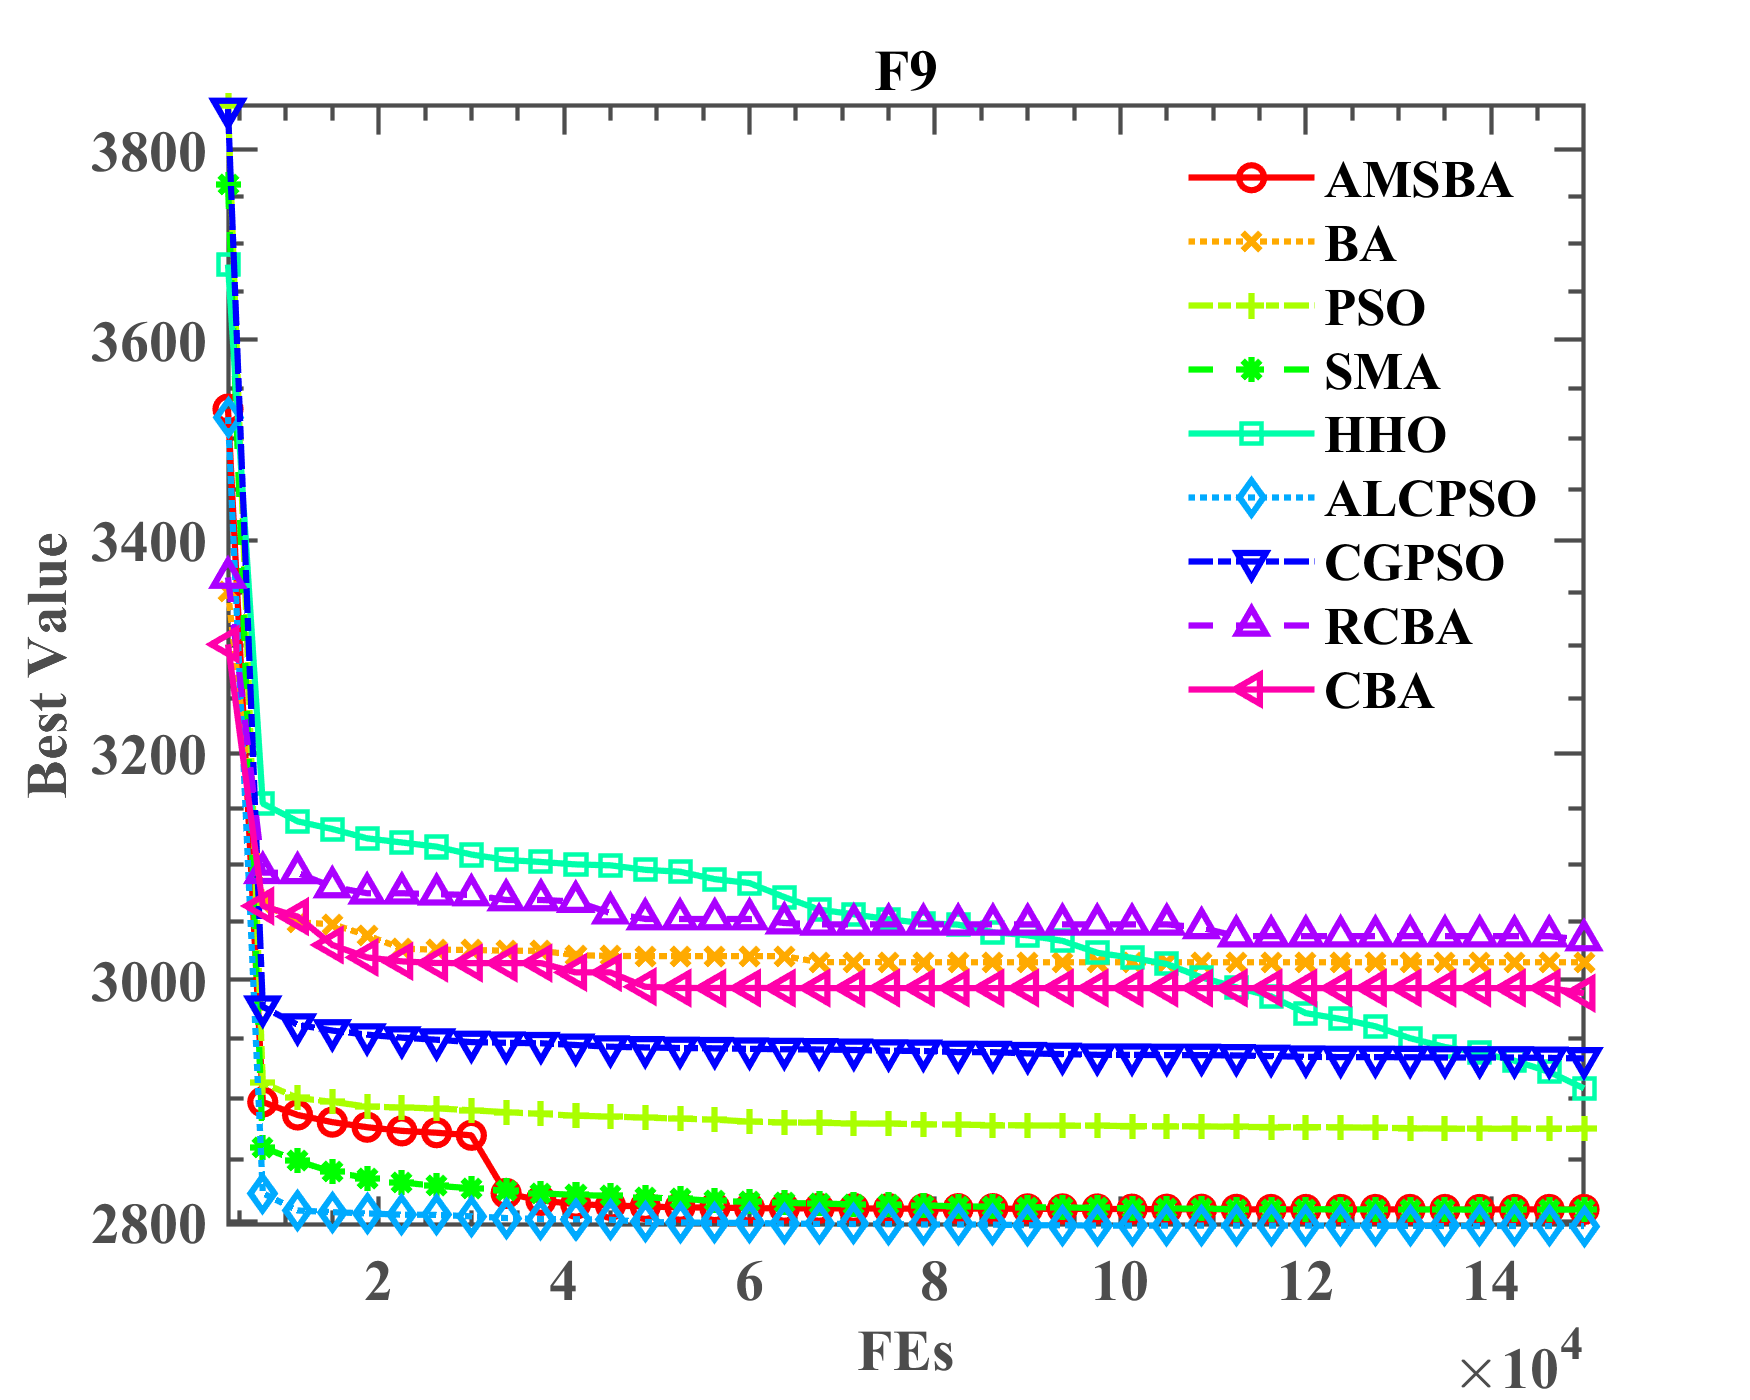 F9
3800
3600
3400
3200
3000
2800
Best Value
AMSBA
BA
PSO
SMA
HHO
ALCPSO
CGPSO
RCBA
CBA
2 4 6 8 10 12 14
FEs
×10⁴